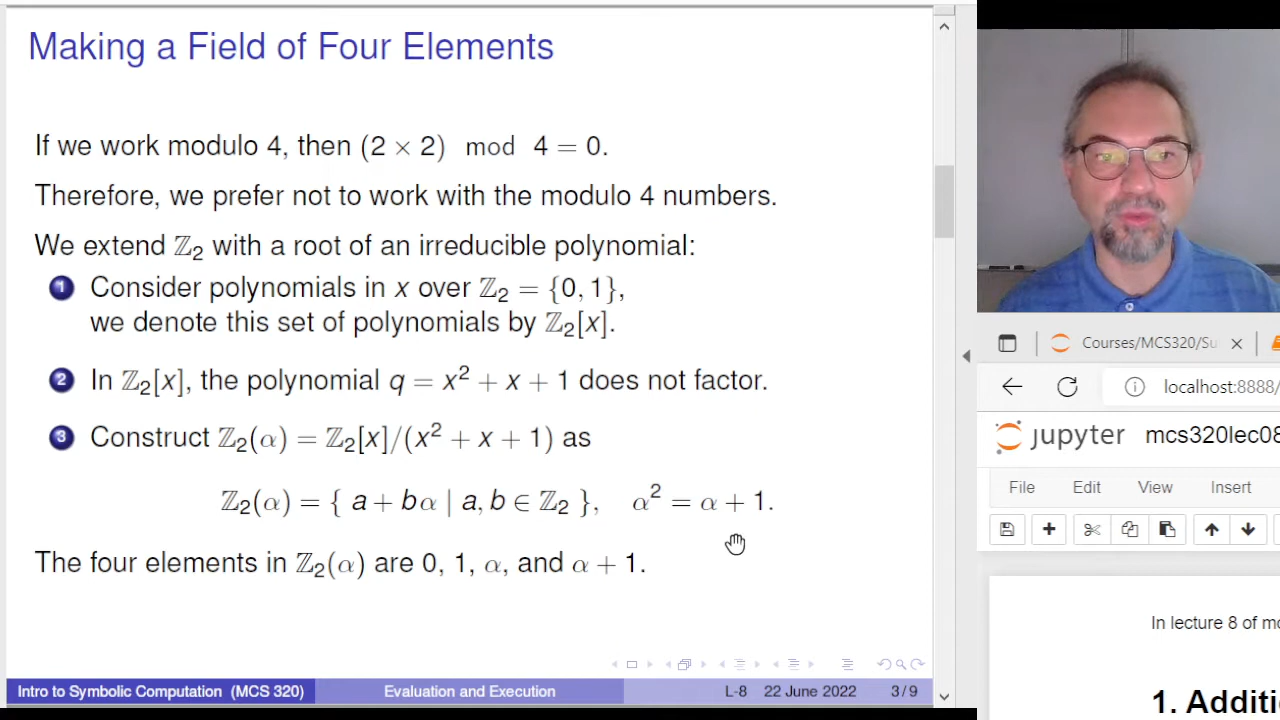 Making a Field of Four Elements
If we work modulo 4, then (2 × 2) mod 4 = 0.
Therefore, we prefer not to work with the modulo 4 numbers.
We extend ℤ₂ with a root of an irreducible polynomial:
1 Consider polynomials in x over ℤ₂ = {0, 1},
we denote this set of polynomials by ℤ₂[x].
2 In ℤ₂[x], the polynomial q = x² + x + 1 does not factor.
3 Construct ℤ₂(α) = ℤ₂[x]/(x² + x + 1) as
ℤ₂(α) = { a + bα | a, b ∈ ℤ₂ }, α² = α + 1.
The four elements in ℤ₂(α) are 0, 1, α, and α + 1.
Intro to Symbolic Computation (MCS 320) Evaluation and Execution L-8 22 June 2022 3 / 9
Courses/MCS320/Su
localhost:8888/
jupyter mcs320lec08
File Edit View Insert
In lecture 8 of mc
1. Additi